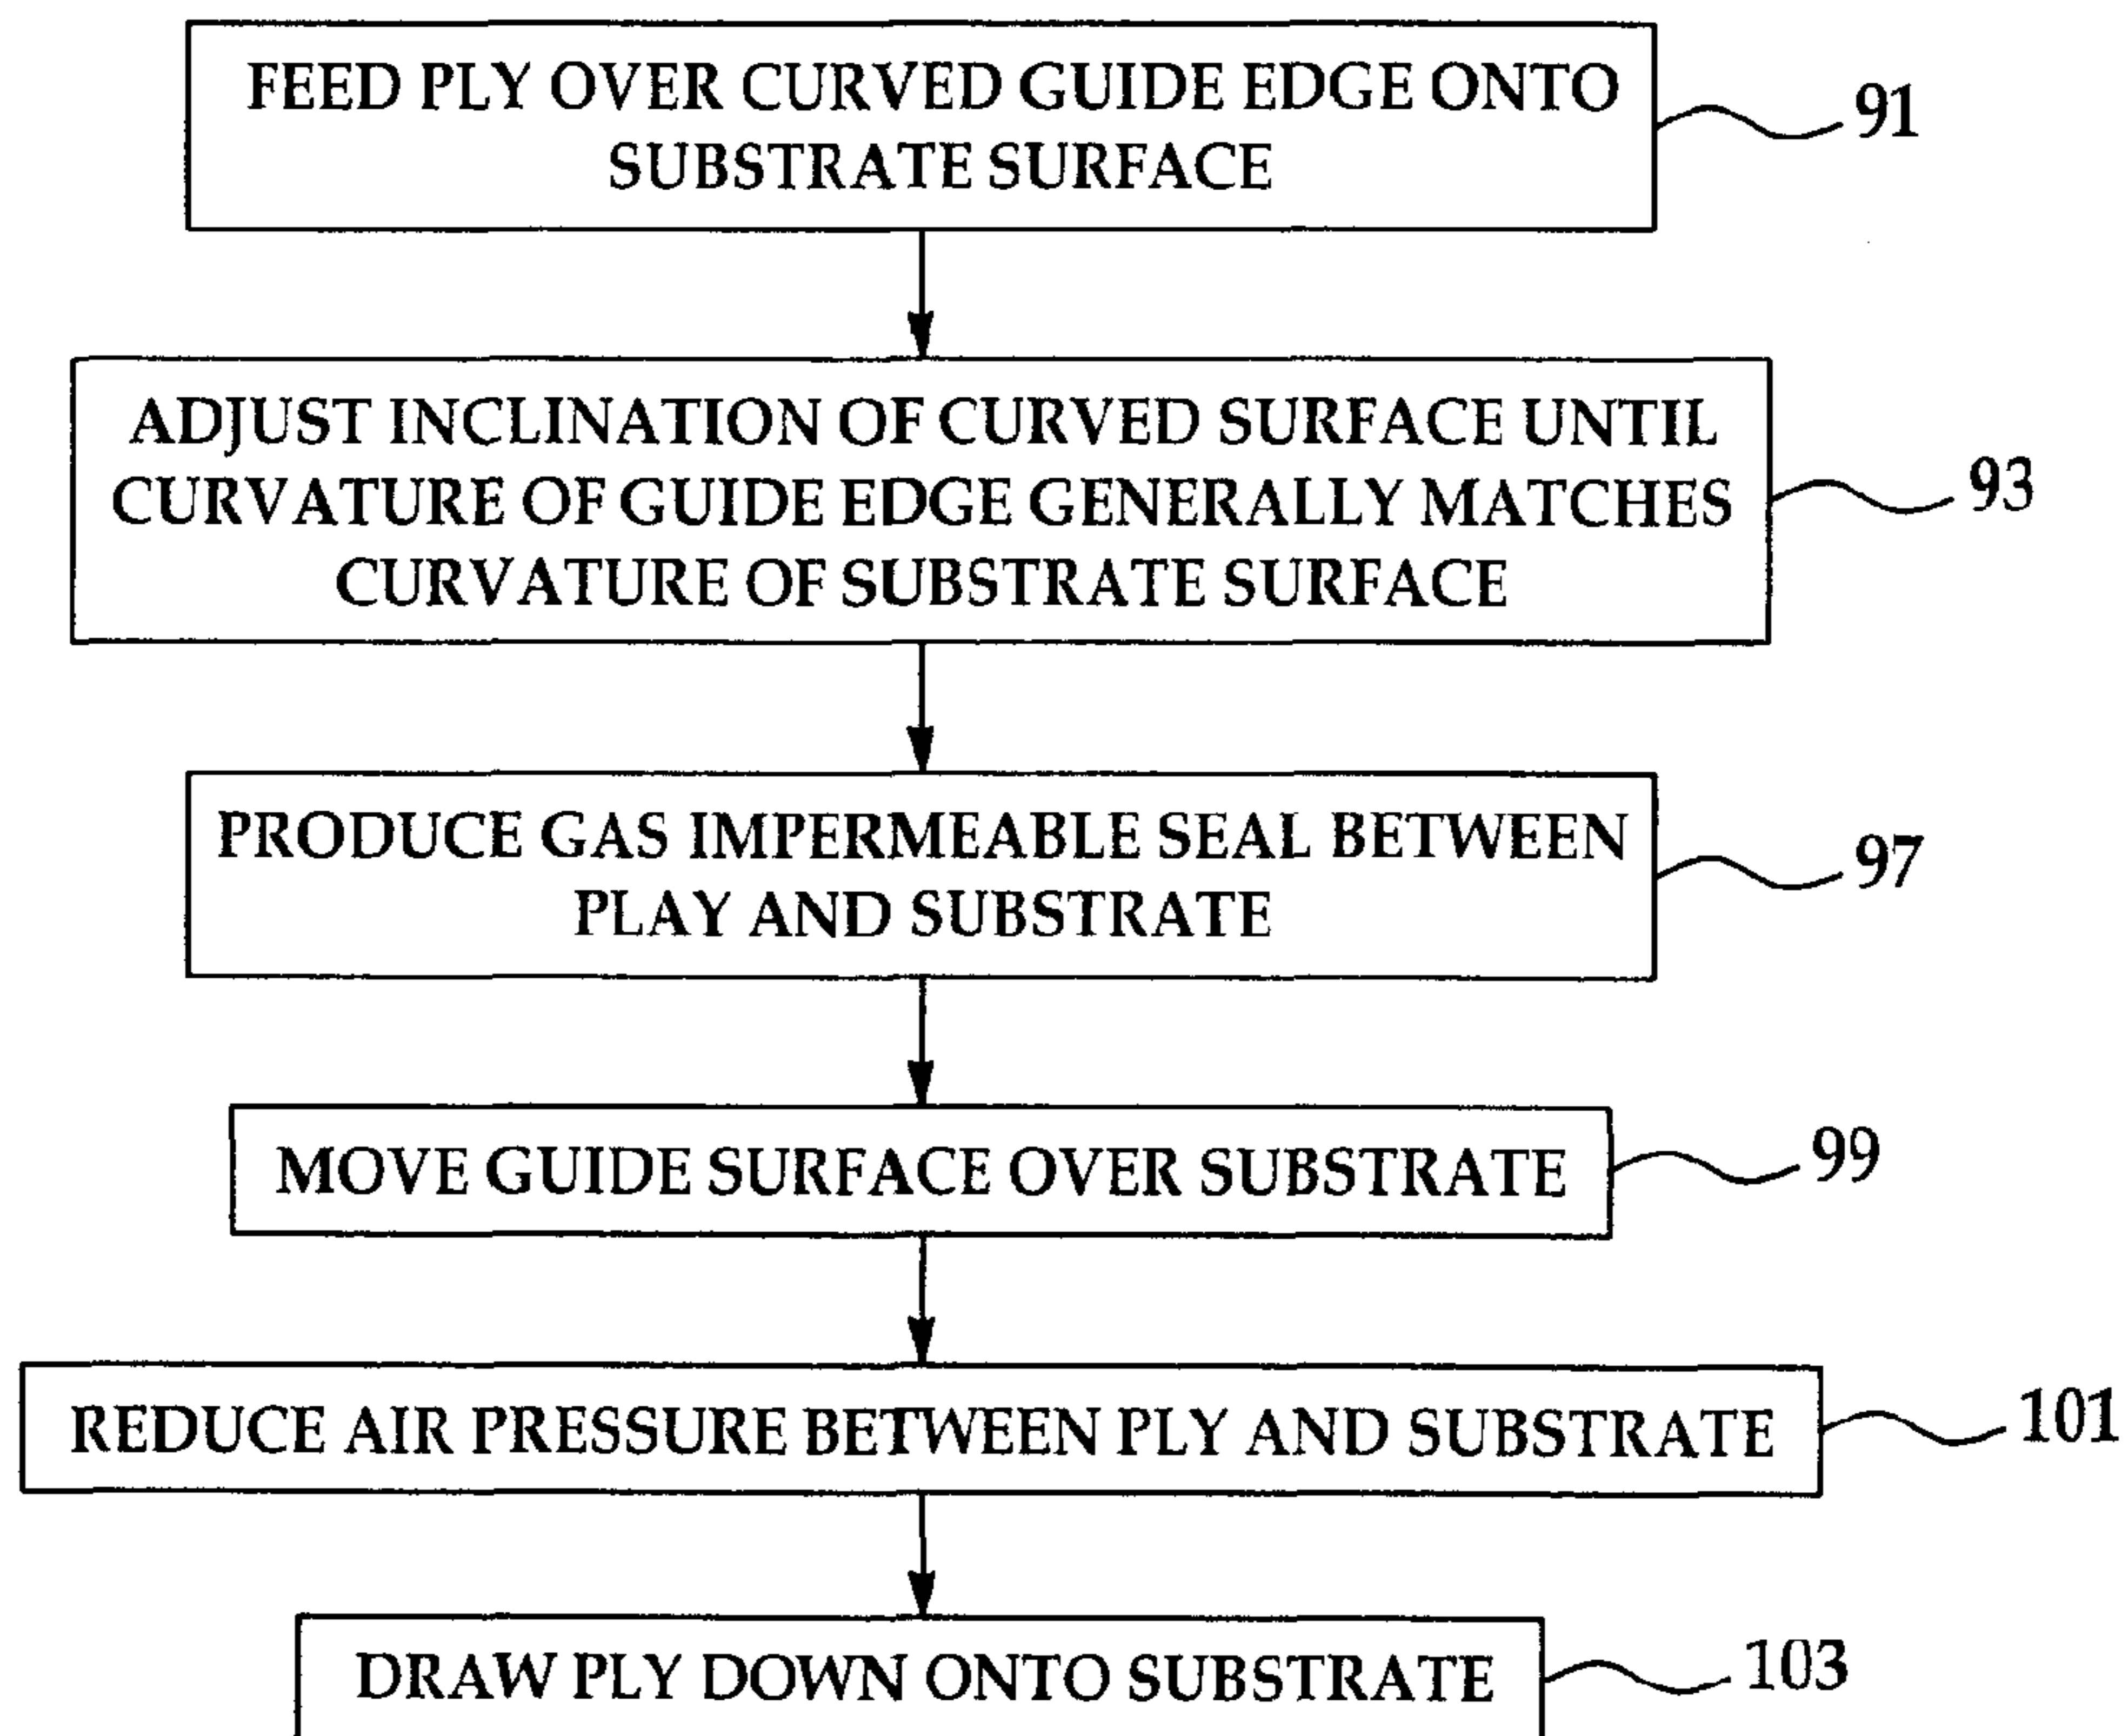 FEED PLY OVER CURVED GUIDE EDGE ONTO
SUBSTRATE SURFACE
91
ADJUST INCLINATION OF CURVED SURFACE UNTIL
CURVATURE OF GUIDE EDGE GENERALLY MATCHES
CURVATURE OF SUBSTRATE SURFACE
93
PRODUCE GAS IMPERMEABLE SEAL BETWEEN
PLAY AND SUBSTRATE
97
MOVE GUIDE SURFACE OVER SUBSTRATE
99
REDUCE AIR PRESSURE BETWEEN PLY AND SUBSTRATE
101
DRAW PLY DOWN ONTO SUBSTRATE
103